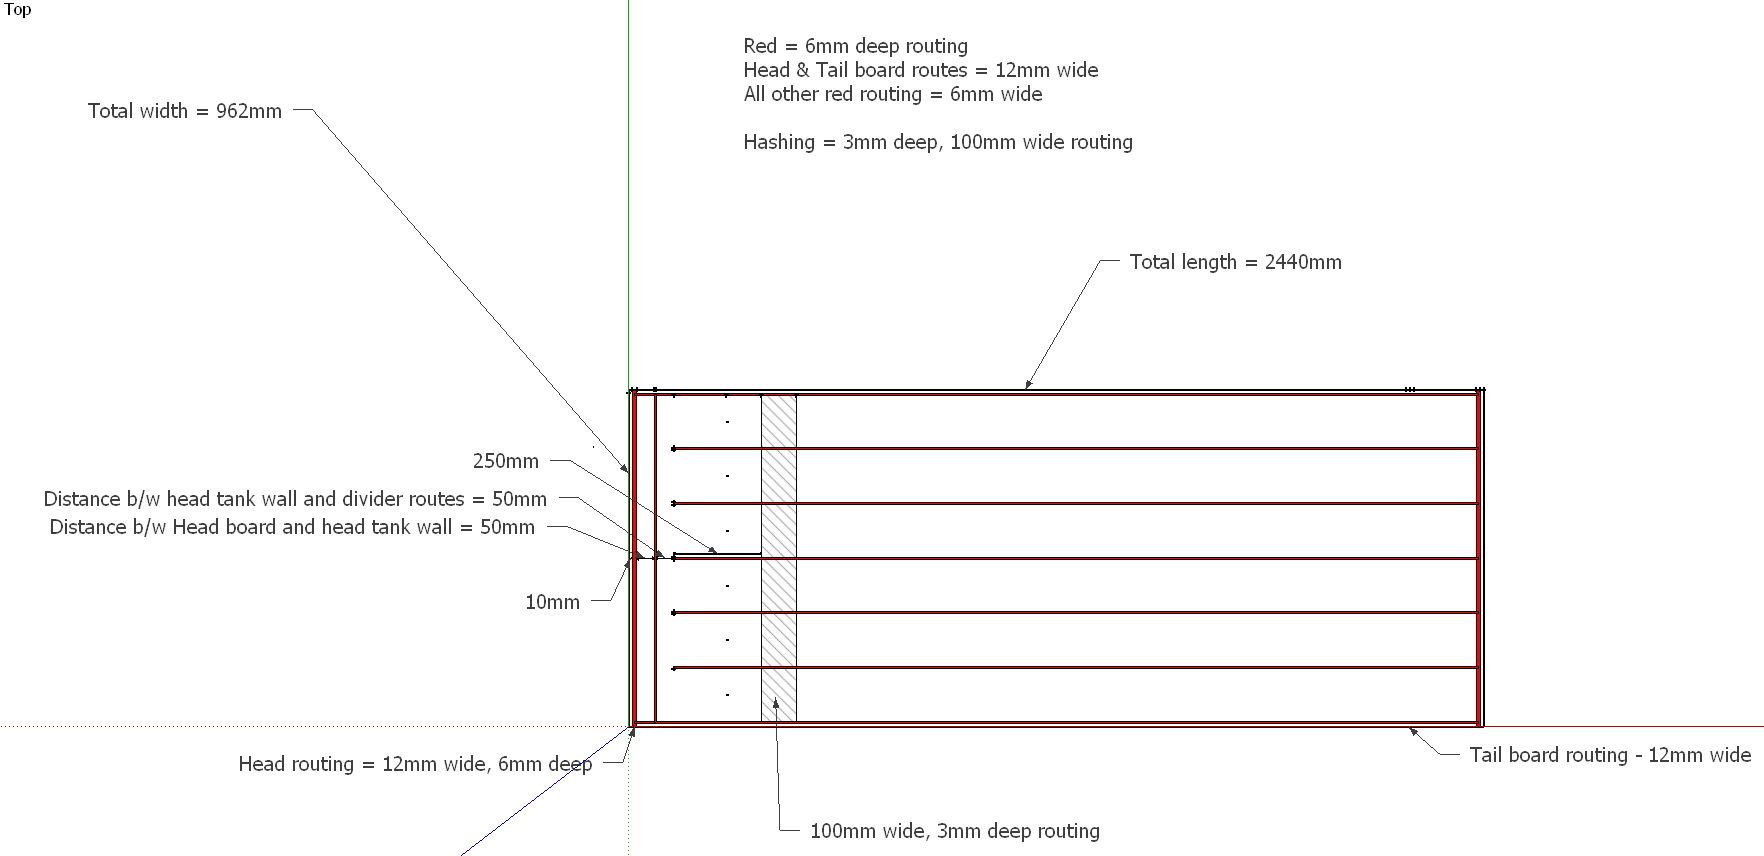 Top
Red = 6mm deep routing
Head & Tail board routes = 12mm wide
All other red routing = 6mm wide
Hashing = 3mm deep, 100mm wide routing
Total width = 962mm
Total length = 2440mm
250mm
Distance b/w head tank wall and divider routes = 50mm
Distance b/w Head board and head tank wall = 50mm
10mm
Head routing = 12mm wide, 6mm deep
Tail board routing - 12mm wide
100mm wide, 3mm deep routing